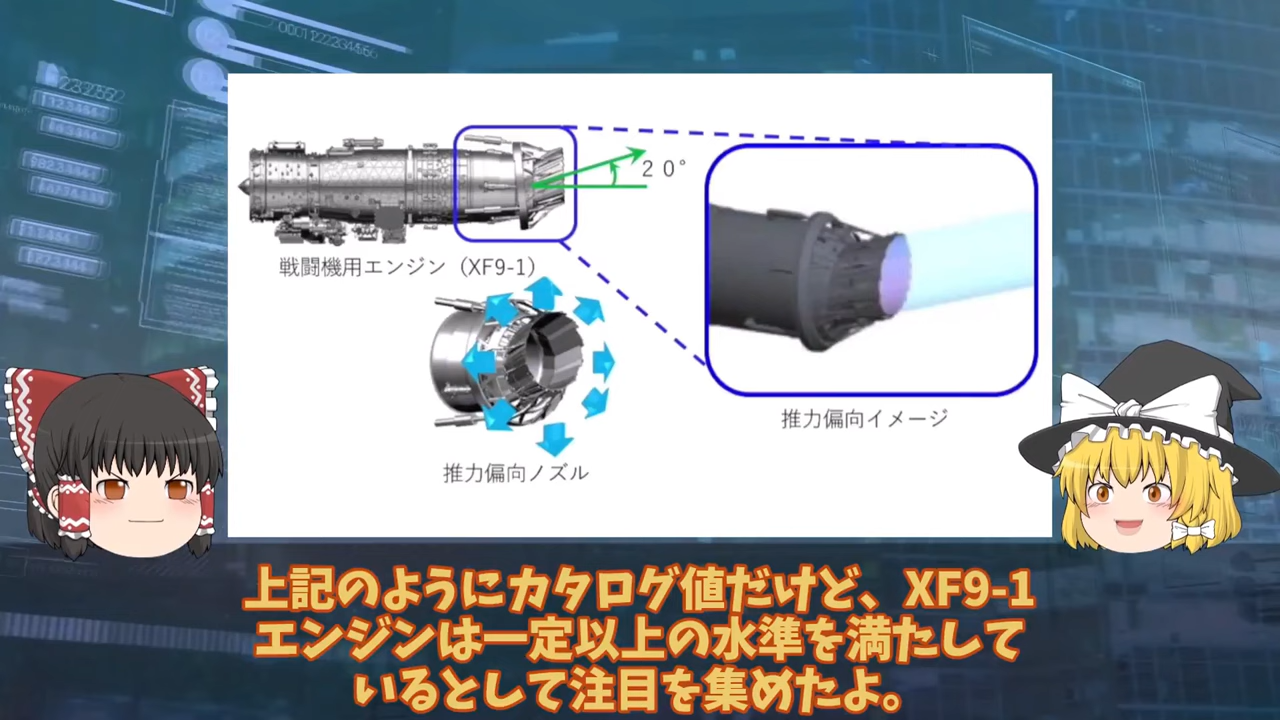 20°
戦闘機用エンジン（XF9-1）
推力偏向イメージ
推力偏向ノズル
上記のようにカタログ値だけど、XF9-1
エンジンは一定以上の水準を満たして
いるとして注目を集めたよ。